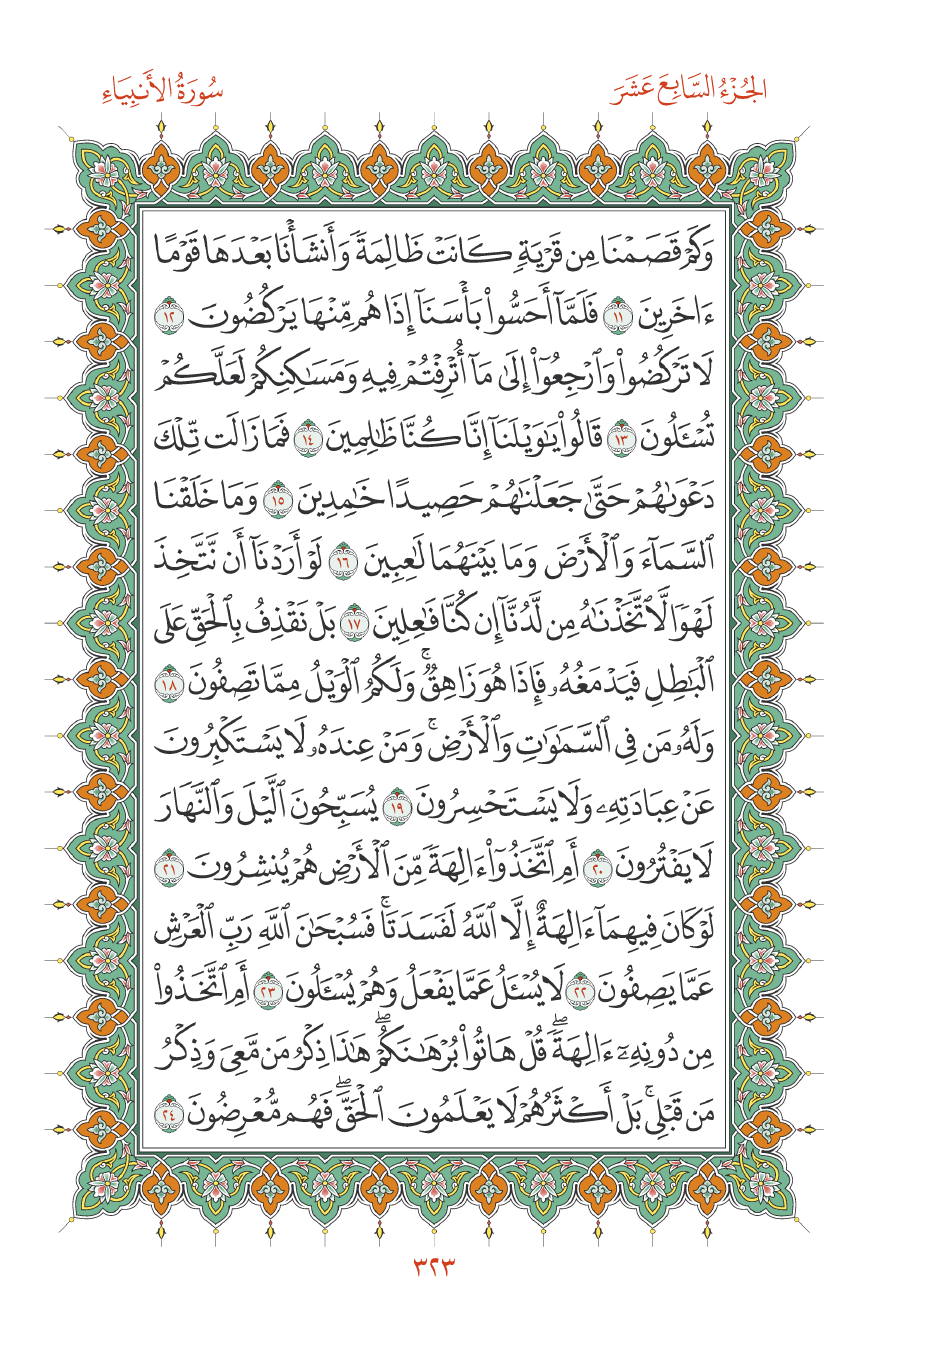 الجُزْءُ السَّابِعَ عَشَرَ
سُورَةُ الأَنبِيَاءِ
وَكَمۡ قَصَمۡنَا مِن قَرۡيَةٖ كَانَتۡ ظَالِمَةٗ وَأَنشَأۡنَا بَعۡدَهَا قَوۡمًا
ءَاخَرِينَ ١١ فَلَمَّآ أَحَسُّواْ بَأۡسَنَآ إِذَا هُم مِّنۡهَا يَرۡكُضُونَ ١٢
لَا تَرۡكُضُواْ وَٱرۡجِعُوٓاْ إِلَىٰ مَآ أُتۡرِفۡتُمۡ فِيهِ وَمَسَٰكِنِكُمۡ لَعَلَّكُمۡ
تُسۡـَٔلُونَ ١٣ قَالُواْ يَٰوَيۡلَنَآ إِنَّا كُنَّا ظَٰلِمِينَ ١٤ فَمَا زَالَت تِّلۡكَ
دَعۡوَىٰهُمۡ حَتَّىٰ جَعَلۡنَٰهُمۡ حَصِيدًا خَٰمِدِينَ ١٥ وَمَا خَلَقۡنَا
ٱلسَّمَآءَ وَٱلۡأَرۡضَ وَمَا بَيۡنَهُمَا لَٰعِبِينَ ١٦ لَوۡ أَرَدۡنَآ أَن نَّتَّخِذَ
لَهۡوٗا لَّٱتَّخَذۡنَٰهُ مِن لَّدُنَّآ إِن كُنَّا فَٰعِلِينَ ١٧ بَلۡ نَقۡذِفُ بِٱلۡحَقِّ عَلَى
ٱلۡبَٰطِلِ فَيَدۡمَغُهُۥ فَإِذَا هُوَ زَاهِقٞۚ وَلَكُمُ ٱلۡوَيۡلُ مِمَّا تَصِفُونَ ١٨
وَلَهُۥ مَن فِي ٱلسَّمَٰوَٰتِ وَٱلۡأَرۡضِۚ وَمَنۡ عِندَهُۥ لَا يَسۡتَكۡبِرُونَ
عَنۡ عِبَادَتِهِۦ وَلَا يَسۡتَحۡسِرُونَ ١٩ يُسَبِّحُونَ ٱلَّيۡلَ وَٱلنَّهَارَ
لَا يَفۡتُرُونَ ٢٠ أَمِ ٱتَّخَذُوٓاْ ءَالِهَةٗ مِّنَ ٱلۡأَرۡضِ هُمۡ يُنشِرُونَ ٢١
لَوۡ كَانَ فِيهِمَآ ءَالِهَةٌ إِلَّا ٱللَّهُ لَفَسَدَتَاۚ فَسُبۡحَٰنَ ٱللَّهِ رَبِّ ٱلۡعَرۡشِ
عَمَّا يَصِفُونَ ٢٢ لَا يُسۡـَٔلُ عَمَّا يَفۡعَلُ وَهُمۡ يُسۡـَٔلُونَ ٢٣ أَمِ ٱتَّخَذُواْ
مِن دُونِهِۦٓ ءَالِهَةٗۖ قُلۡ هَاتُواْ بُرۡهَٰنَكُمۡۖ هَٰذَا ذِكۡرُ مَن مَّعِيَ وَذِكۡرُ
مَن قَبۡلِيۚ بَلۡ أَكۡثَرُهُمۡ لَا يَعۡلَمُونَ ٱلۡحَقَّۖ فَهُم مُّعۡرِضُونَ ٢٤
٣٢٣